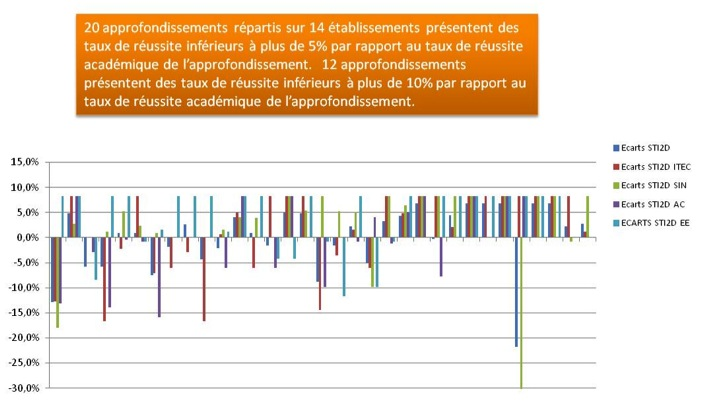 20 approfondissements répartis sur 14 établissements présentent des
taux de réussite inférieurs à plus de 5% par rapport au taux de réussite
académique de l'approfondissement. 12 approfondissements
présentent des taux de réussite inférieurs à plus de 10% par rapport au
taux de réussite académique de l'approfondissement.
Ecarts STI2D
Ecarts STI2D ITEC
Ecarts STI2D SIN
Ecarts STI2D AC
ECARTS STI2D EE
15,0%
10,0%
5,0%
0,0%
-5,0%
-10,0%
-15,0%
-20,0%
-25,0%
-30,0%